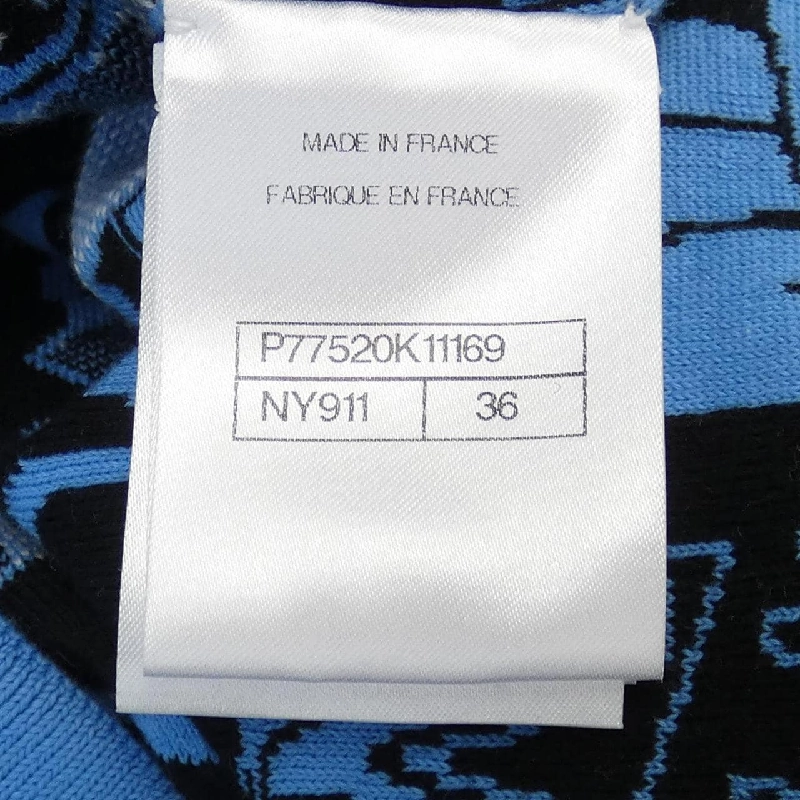 MADE IN FRANCE
FABRIQUE EN FRANCE
P77520K11169
NY911 36